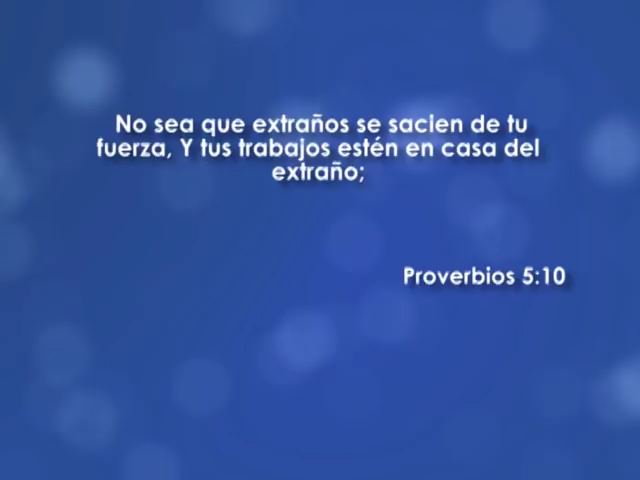 No sea que extraños se sacien de tu
fuerza, Y tus trabajos estén en casa del
extraño;
Proverbios 5:10